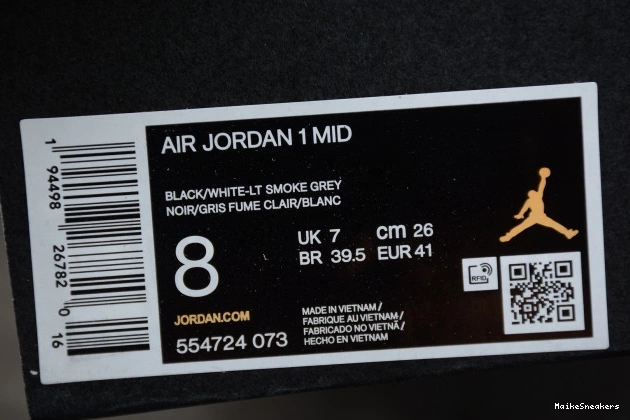 AIR JORDAN 1 MID
BLACK/WHITE-LT SMOKE GREY
NOIR/GRIS FUME CLAIR/BLANC
8
UK 7 cm 26
BR 39.5 EUR 41
RFID
JORDAN.COM
554724 073
MADE IN VIETNAM /
FABRIQUE AU VIETNAM /
FABRICADO NO VIETNÃ /
HECHO EN VIETNAM
1 94498 26782 0 16
MaikeSneakers